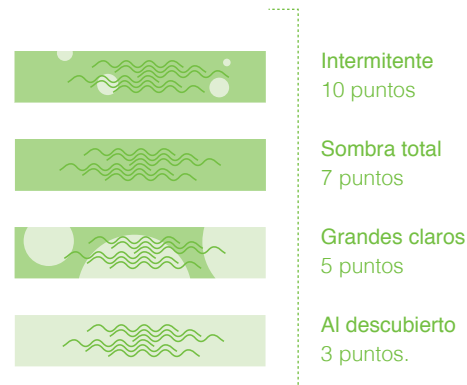 Intermitente
10 puntos
Sombra total
7 puntos
Grandes claros
5 puntos
Al descubierto
3 puntos.